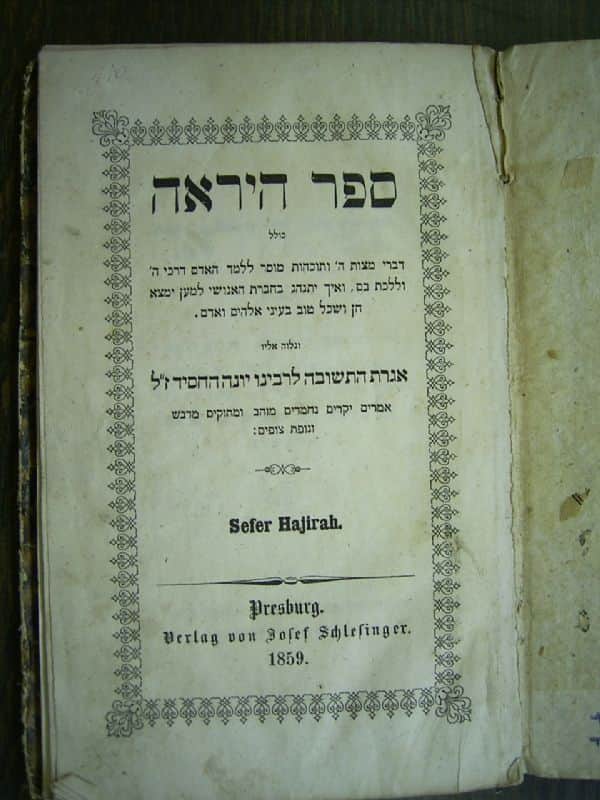 ספר היראה
כולל
דברי מצות ה' ותוכחות מוסר ללמד האדם דרכי ה'
וללכת בם, ואיך יתנהג בחברת האנושי למען ימצא
חן ושכל טוב בעיני אלהים ואדם.
ונלוה אליו
אגרת התשובה לרבינו יונה החסיד ז"ל
אמרים יקרים נחמדים מזהב ומתוקים מדבש
ונופת צופים:
Sefer Hajirah.
Presburg.
Verlag von Josef Schlesinger.
1859.